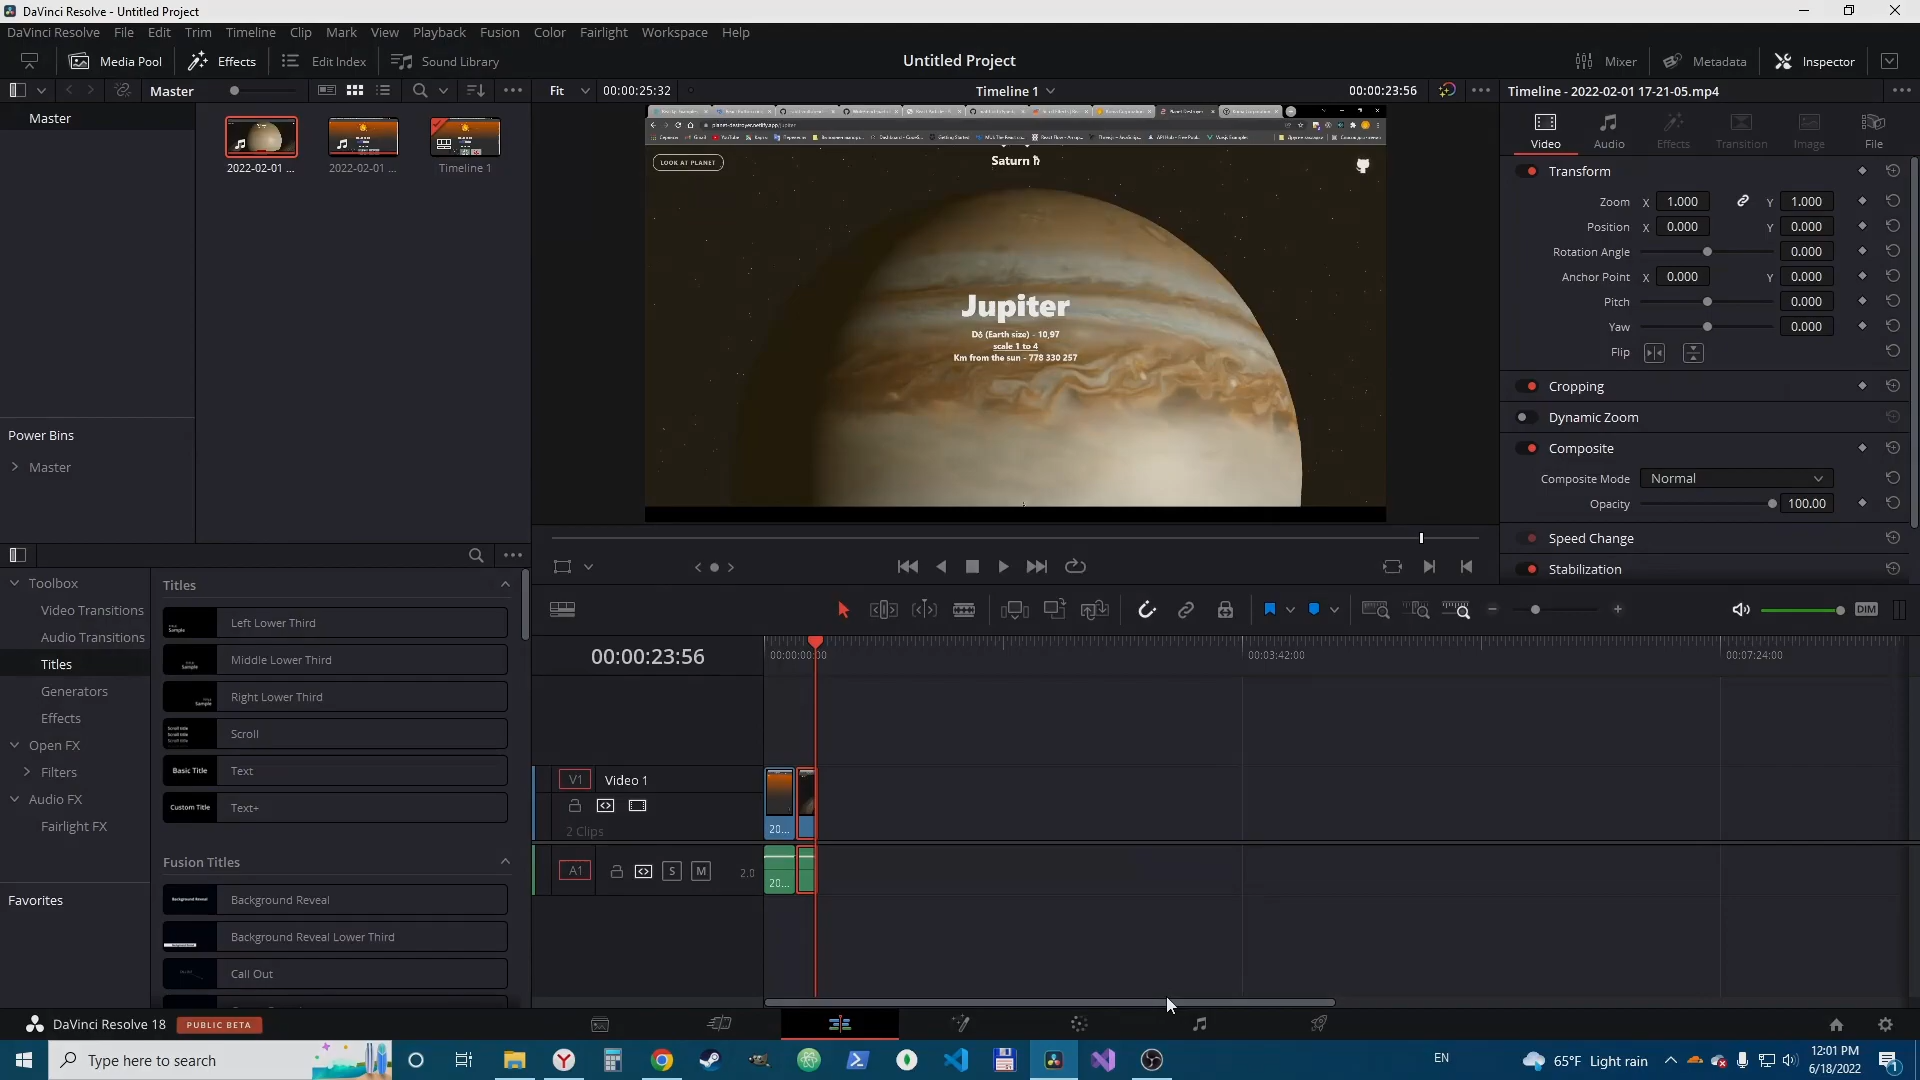 DaVinci Resolve - Untitled Project
DaVinci Resolve File Edit Trim Timeline Clip Mark View Playback Fusion Color Fairlight Workspace Help
Media Pool Effects Edit Index Sound Library Untitled Project Mixer Metadata Inspector
Master Fit 00:00:25:32 Timeline 1 00:00:23:56 Timeline - 2022-02-01 17-21-05.mp4
Master
2022-02-01 ... 2022-02-01 ... Timeline 1
LOOK AT PLANET
Saturn ♄
Jupiter
D♁ (Earth size) - 10,97
scale 1 to 4
Km from the sun - 778 330 257
Video Audio Effects Transition Image File
Transform
Zoom X 1.000 Y 1.000
Position X 0.000 Y 0.000
Rotation Angle 0.000
Anchor Point X 0.000 Y 0.000
Pitch 0.000
Yaw 0.000
Flip
Cropping
Dynamic Zoom
Composite
Composite Mode Normal
Opacity 100.00
Speed Change
Stabilization
Power Bins
Master
Toolbox
Video Transitions
Audio Transitions
Titles
Generators
Effects
Open FX
Filters
Audio FX
Fairlight FX
Favorites
Titles
Left Lower Third
Middle Lower Third
Right Lower Third
Scroll
Basic Title Text
Custom Title Text+
Fusion Titles
Background Reveal
Background Reveal Lower Third
Call Out
DIM
00:00:23:56 00:00:00:00 00:03:42:00 00:07:24:00
V1 Video 1
2 Clips
20...
A1 S M 2.0
20...
DaVinci Resolve 18 PUBLIC BETA
Type here to search
EN
65°F Light rain
12:01 PM
6/18/2022
1